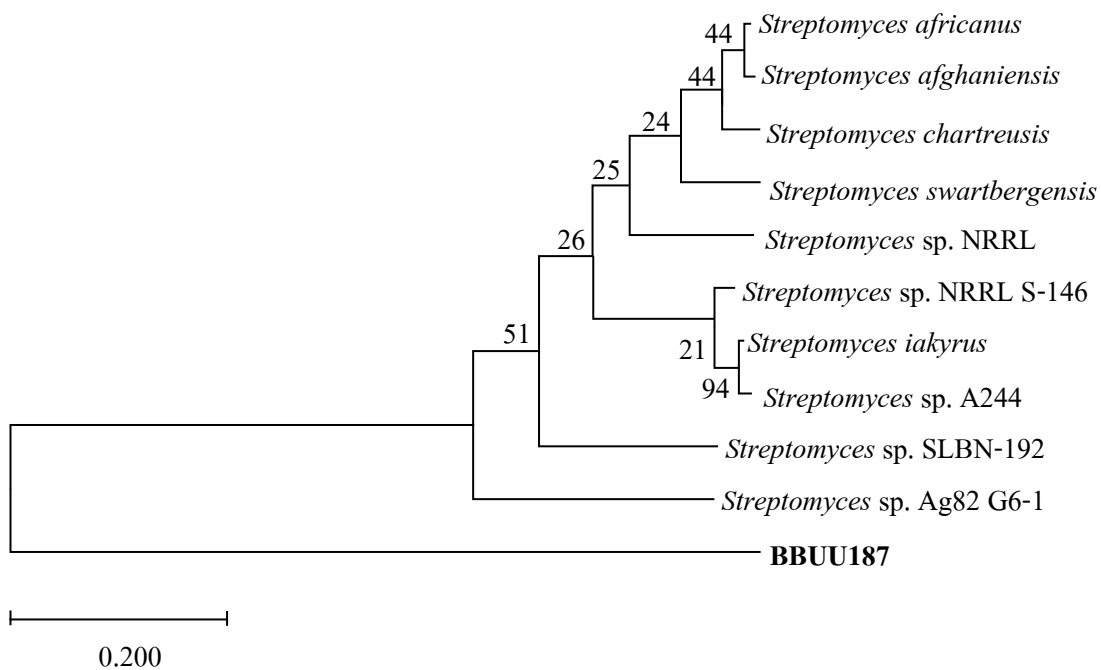 44
Streptomyces africanus
44
Streptomyces afghaniensis
24
Streptomyces chartreusis
25
Streptomyces swartbergensis
26
Streptomyces sp. NRRL
Streptomyces sp. NRRL S-146
51
21
Streptomyces iakyrus
94
Streptomyces sp. A244
Streptomyces sp. SLBN-192
Streptomyces sp. Ag82 G6-1
BBUU187
0.200